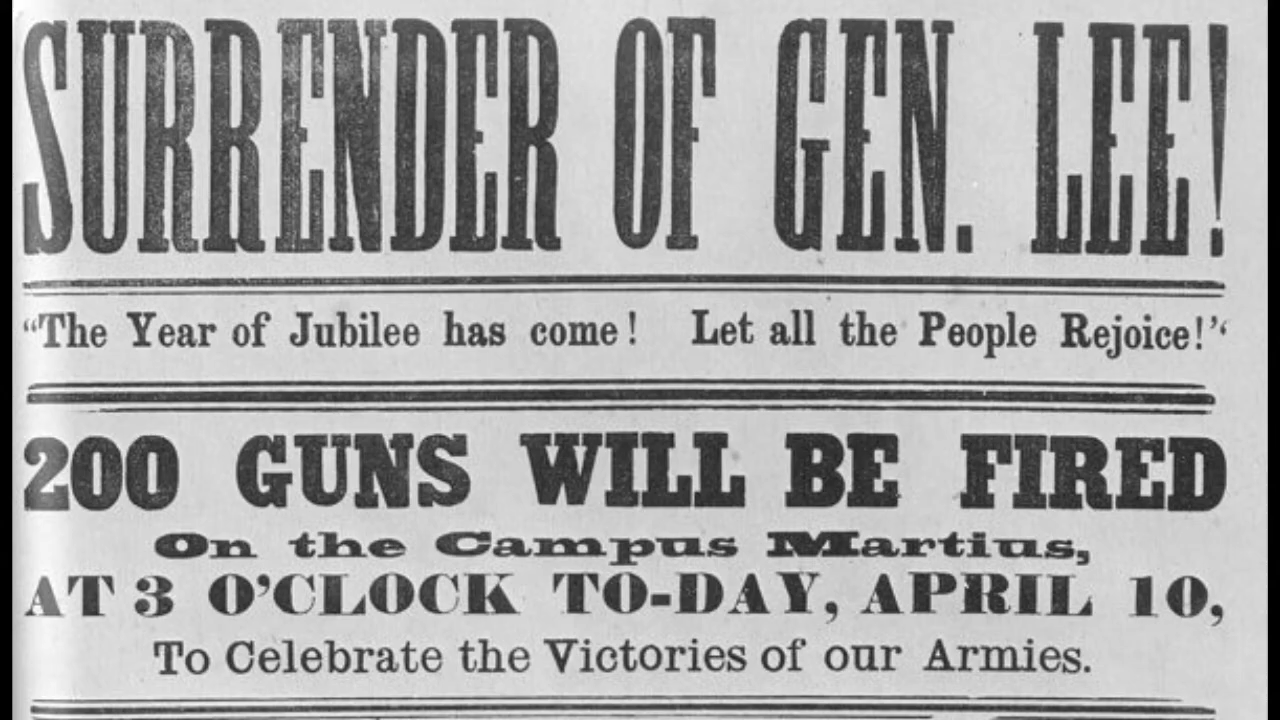 SURRENDER OF GEN. LEE!
“The Year of Jubilee has come! Let all the People Rejoice!”
200 GUNS WILL BE FIRED
On the Campus Martius,
AT 3 O’CLOCK TO-DAY, APRIL 10,
To Celebrate the Victories of our Armies.